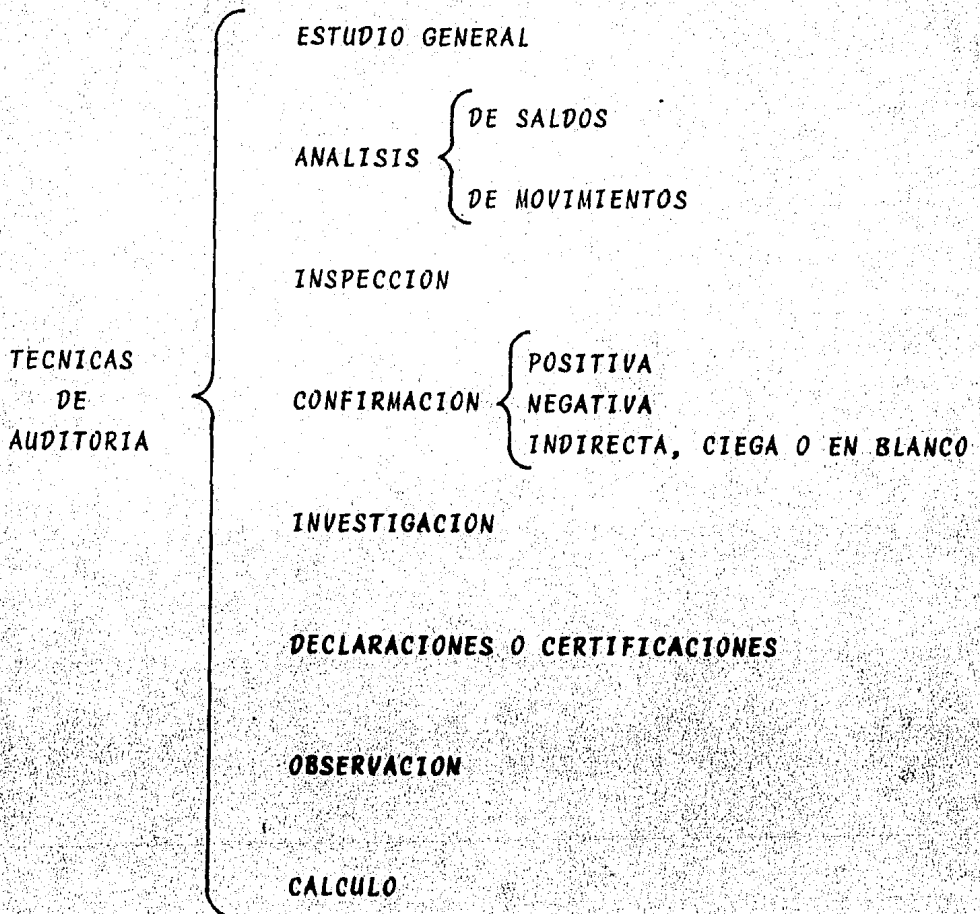 ESTUDIO GENERAL
ANALISIS
DE SALDOS
DE MOVIMIENTOS
INSPECCION
TECNICAS
DE
AUDITORIA
CONFIRMACION
POSITIVA
NEGATIVA
INDIRECTA, CIEGA O EN BLANCO
INVESTIGACION
DECLARACIONES O CERTIFICACIONES
OBSERVACION
CALCULO